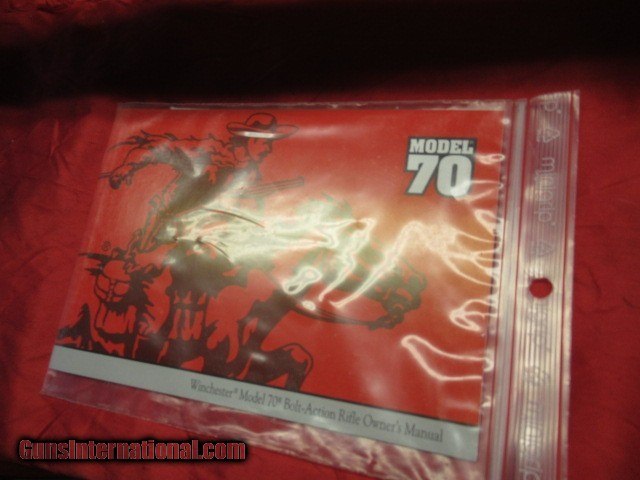 MODEL
70
Winchester® Model 70® Bolt-Action Rifle Owner's Manual
GunsInternational.com